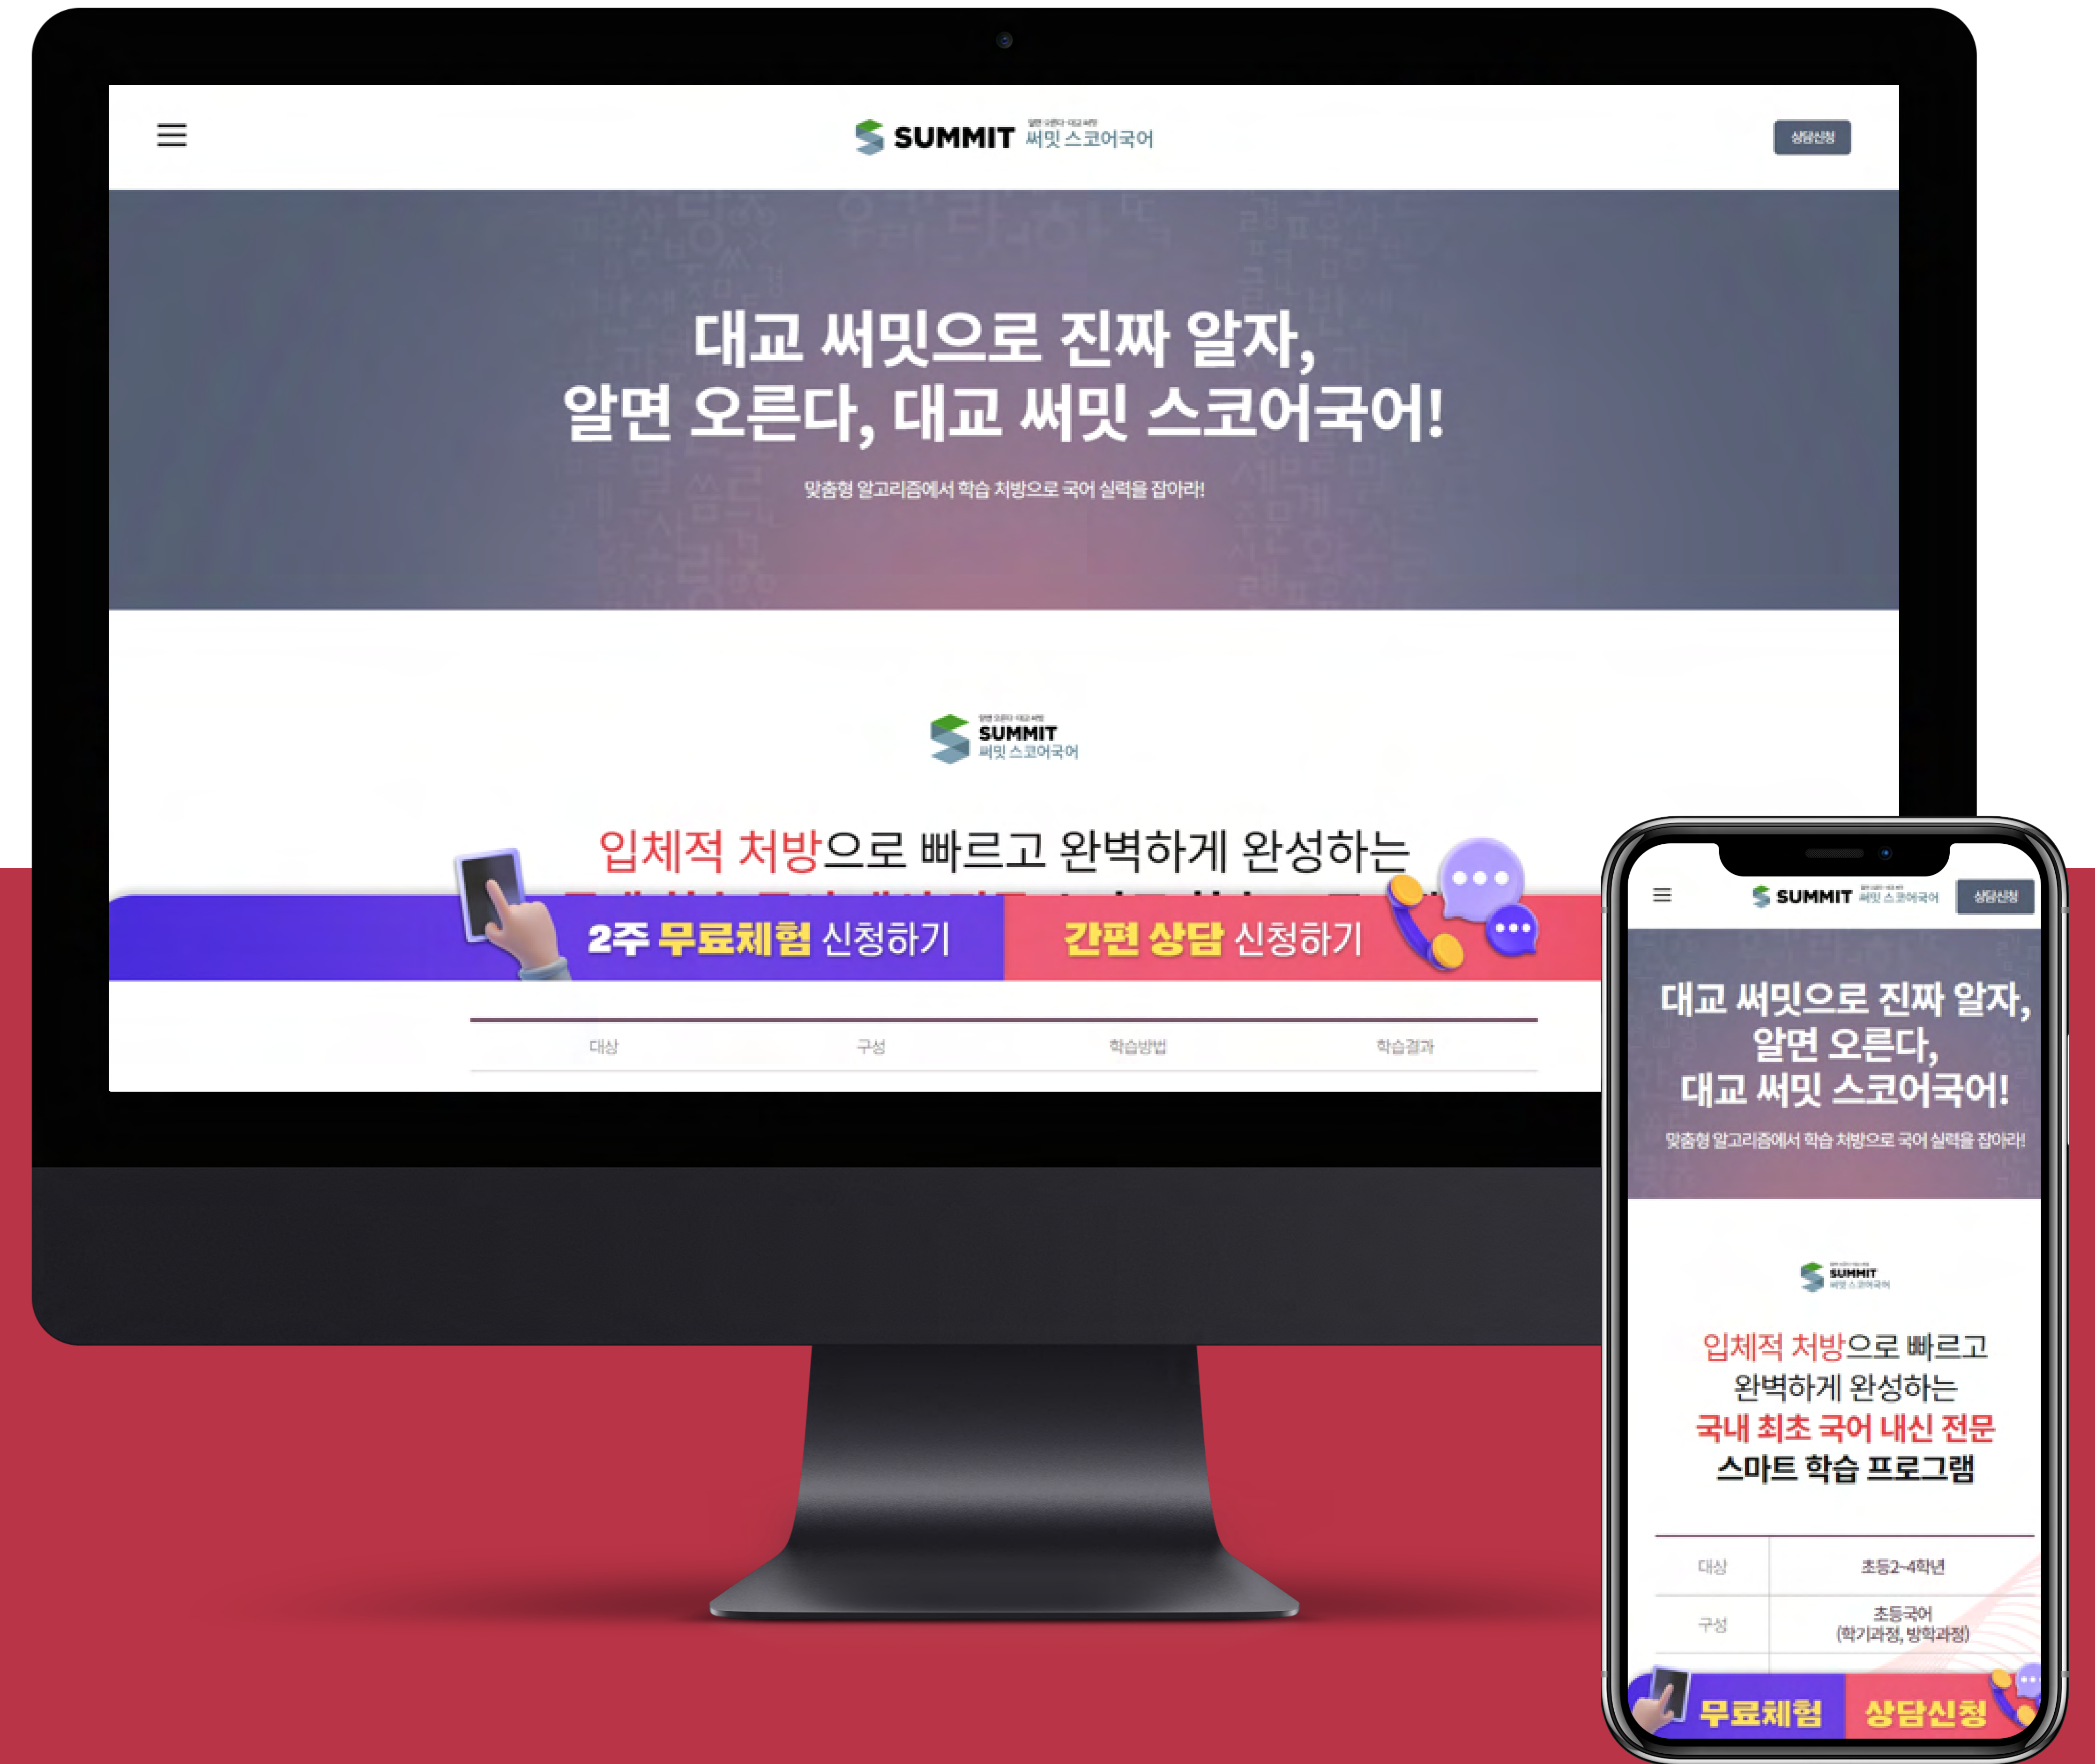 SUMMIT 써밋 스코어국어
상담신청
대교 써밋으로 진짜 알자,
알면 오른다, 대교 써밋 스코어국어!
맞춤형 알고리즘에서 학습 처방으로 국어 실력을 잡아라!
SUMMIT
써밋 스코어국어
입체적 처방으로 빠르고 완벽하게 완성하는
2주 무료체험 신청하기
간편 상담 신청하기
대상 구성 학습방법 학습결과
SUMMIT 써밋 스코어국어
상담신청
대교 써밋으로 진짜 알자,
알면 오른다,
대교 써밋 스코어국어!
맞춤형 알고리즘에서 학습 처방으로 국어 실력을 잡아라!
SUMMIT
써밋 스코어국어
입체적 처방으로 빠르고
완벽하게 완성하는
국내 최초 국어 내신 전문
스마트 학습 프로그램
대상 초등2~4학년
구성 초등국어
(학기과정, 방학과정)
무료체험 상담신청